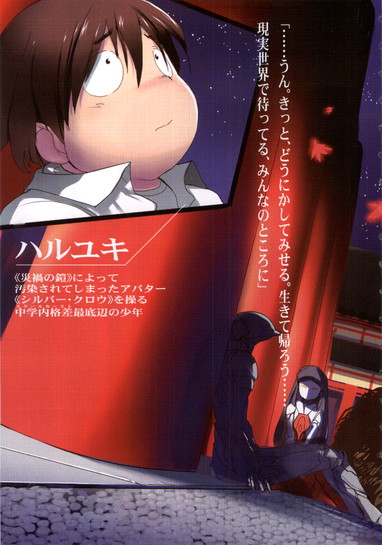 「……うん。きっと、どうにかしてみせる。生きて帰ろう……
現実世界で待ってる、みんなのところに」
ハルユキ
《災禍の鎧》によって
汚染されてしまったアバター
《シルバー・クロウ》を操る
中学内格差最底辺の少年